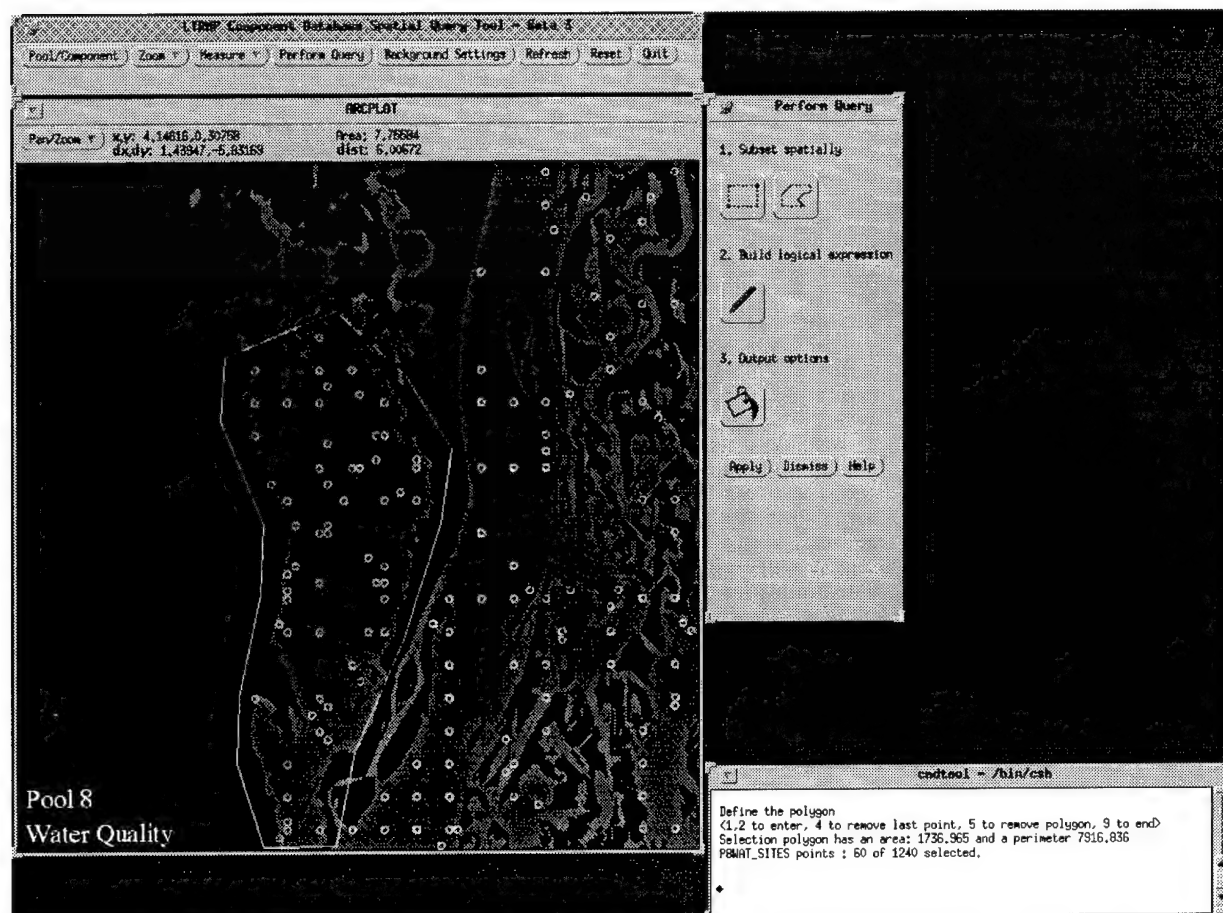 LTRMP Component Database Spatial Query Tool - Beta I
Pool/Component Zoom Measure Perform Query Background Settings Refresh Reset Quit
ARCPLOT
Pan/Zoom x,y: 4.14616,0.30758 Area: 7.75584
dx,dy: 1.43947,-5.83169 dist: 6.00672
Perform Query
1. Subset spatially
2. Build logical expression
3. Output options
Apply Dismiss Help
Pool 8
Water Quality
cmdtool - /bin/csh
Define the polygon
<1,2 to enter, 4 to remove last point, 5 to remove polygon, 9 to end>
Selection polygon has an area: 1736.965 and a perimeter 7916.836
P8WAT_SITES points : 60 of 1240 selected.